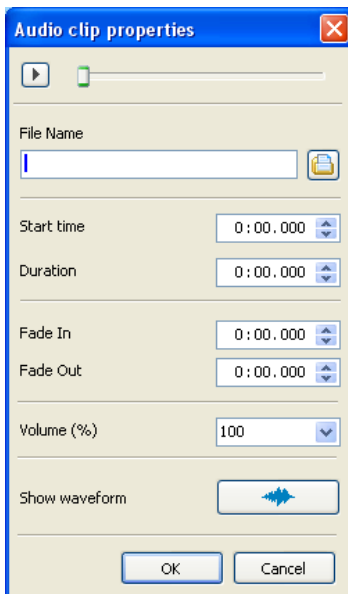 Audio clip properties
File Name
Start time 0:00.000
Duration 0:00.000
Fade In 0:00.000
Fade Out 0:00.000
Volume (%) 100
Show waveform
OK Cancel